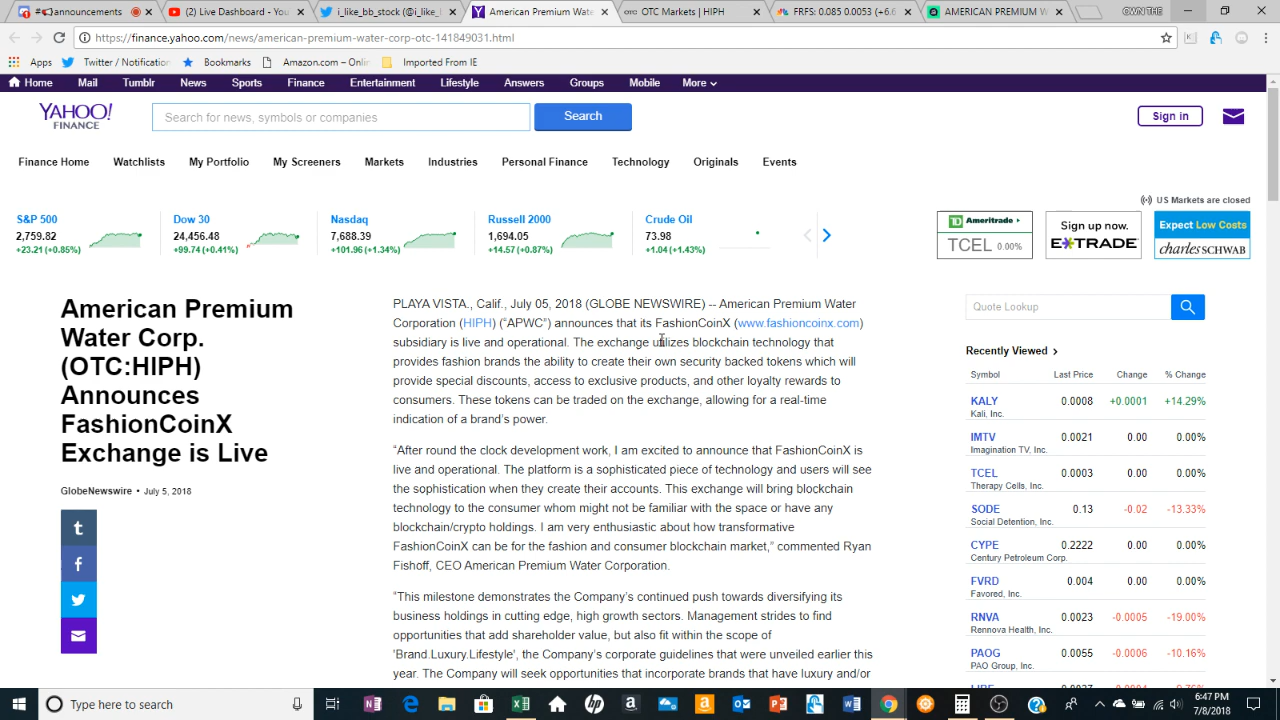 #announcements
(2) Live Dashboard - You
i_like_bb_stock (@i_like_
American Premium Wate
OTC Markets | HIPH
FRFS: 0.085 0.0053 (+6.6
AMERICAN PREMIUM W
OWN THE
https://finance.yahoo.com/news/american-premium-water-corp-otc-141849031.html
Apps
Twitter / Notification
Bookmarks
Amazon.com – Onlin
Imported From IE
Home Mail Tumblr News Sports Finance Entertainment Lifestyle Answers Groups Mobile More
YAHOO!
FINANCE
Search for news, symbols or companies
Search
Sign in
Finance Home Watchlists My Portfolio My Screeners Markets Industries Personal Finance Technology Originals Events
US Markets are closed
S&P 500
2,759.82
+23.21 (+0.85%)
Dow 30
24,456.48
+99.74 (+0.41%)
Nasdaq
7,688.39
+101.96 (+1.34%)
Russell 2000
1,694.05
+14.57 (+0.87%)
Crude Oil
73.98
+1.04 (+1.43%)
TD Ameritrade
TCEL 0.00%
Sign up now.
E*TRADE
Expect Low Costs
charles SCHWAB
American Premium
Water Corp.
(OTC:HIPH)
Announces
FashionCoinX
Exchange is Live
GlobeNewswire • July 5, 2018
PLAYA VISTA., Calif., July 05, 2018 (GLOBE NEWSWIRE) -- American Premium Water
Corporation (HIPH) (“APWC”) announces that its FashionCoinX (www.fashioncoinx.com)
subsidiary is live and operational. The exchange utilizes blockchain technology that
provides fashion brands the ability to create their own security backed tokens which will
provide special discounts, access to exclusive products, and other loyalty rewards to
consumers. These tokens can be traded on the exchange, allowing for a real-time
indication of a brand’s power.
“After round the clock development work, I am excited to announce that FashionCoinX is
live and operational. The platform is a sophisticated piece of technology and users will see
the sophistication when they create their accounts. This exchange will bring blockchain
technology to the consumer whom might not be familiar with the space or have any
blockchain/crypto holdings. I am very enthusiastic about how transformative
FashionCoinX can be for the fashion and consumer blockchain market,” commented Ryan
Fishoff, CEO American Premium Water Corporation.
“This milestone demonstrates the Company’s continued push towards diversifying its
business holdings in cutting edge, high growth sectors. Management strides to find
opportunities that add shareholder value, but also fit within the scope of
'Brand.Luxury.Lifestyle', the Company’s corporate guidelines that were unveiled earlier this
year. The Company will seek opportunities that incorporate brands that have luxury and/or
Quote Lookup
Recently Viewed
Symbol Last Price Change % Change
KALY 0.0008 +0.0001 +14.29%
Kali, Inc.
IMTV 0.0021 0.00 0.00%
Imagination TV, Inc.
TCEL 0.0003 0.00 0.00%
Therapy Cells, Inc.
SODE 0.13 -0.02 -13.33%
Social Detention, Inc.
CYPE 0.2222 0.00 0.00%
Century Petroleum Corp.
FVRD 0.004 0.00 0.00%
Favored, Inc.
RNVA 0.0023 -0.0005 -19.00%
Rennova Health, Inc.
PAOG 0.0055 -0.0006 -10.16%
PAO Group, Inc.
Type here to search
6:47 PM
7/8/2018